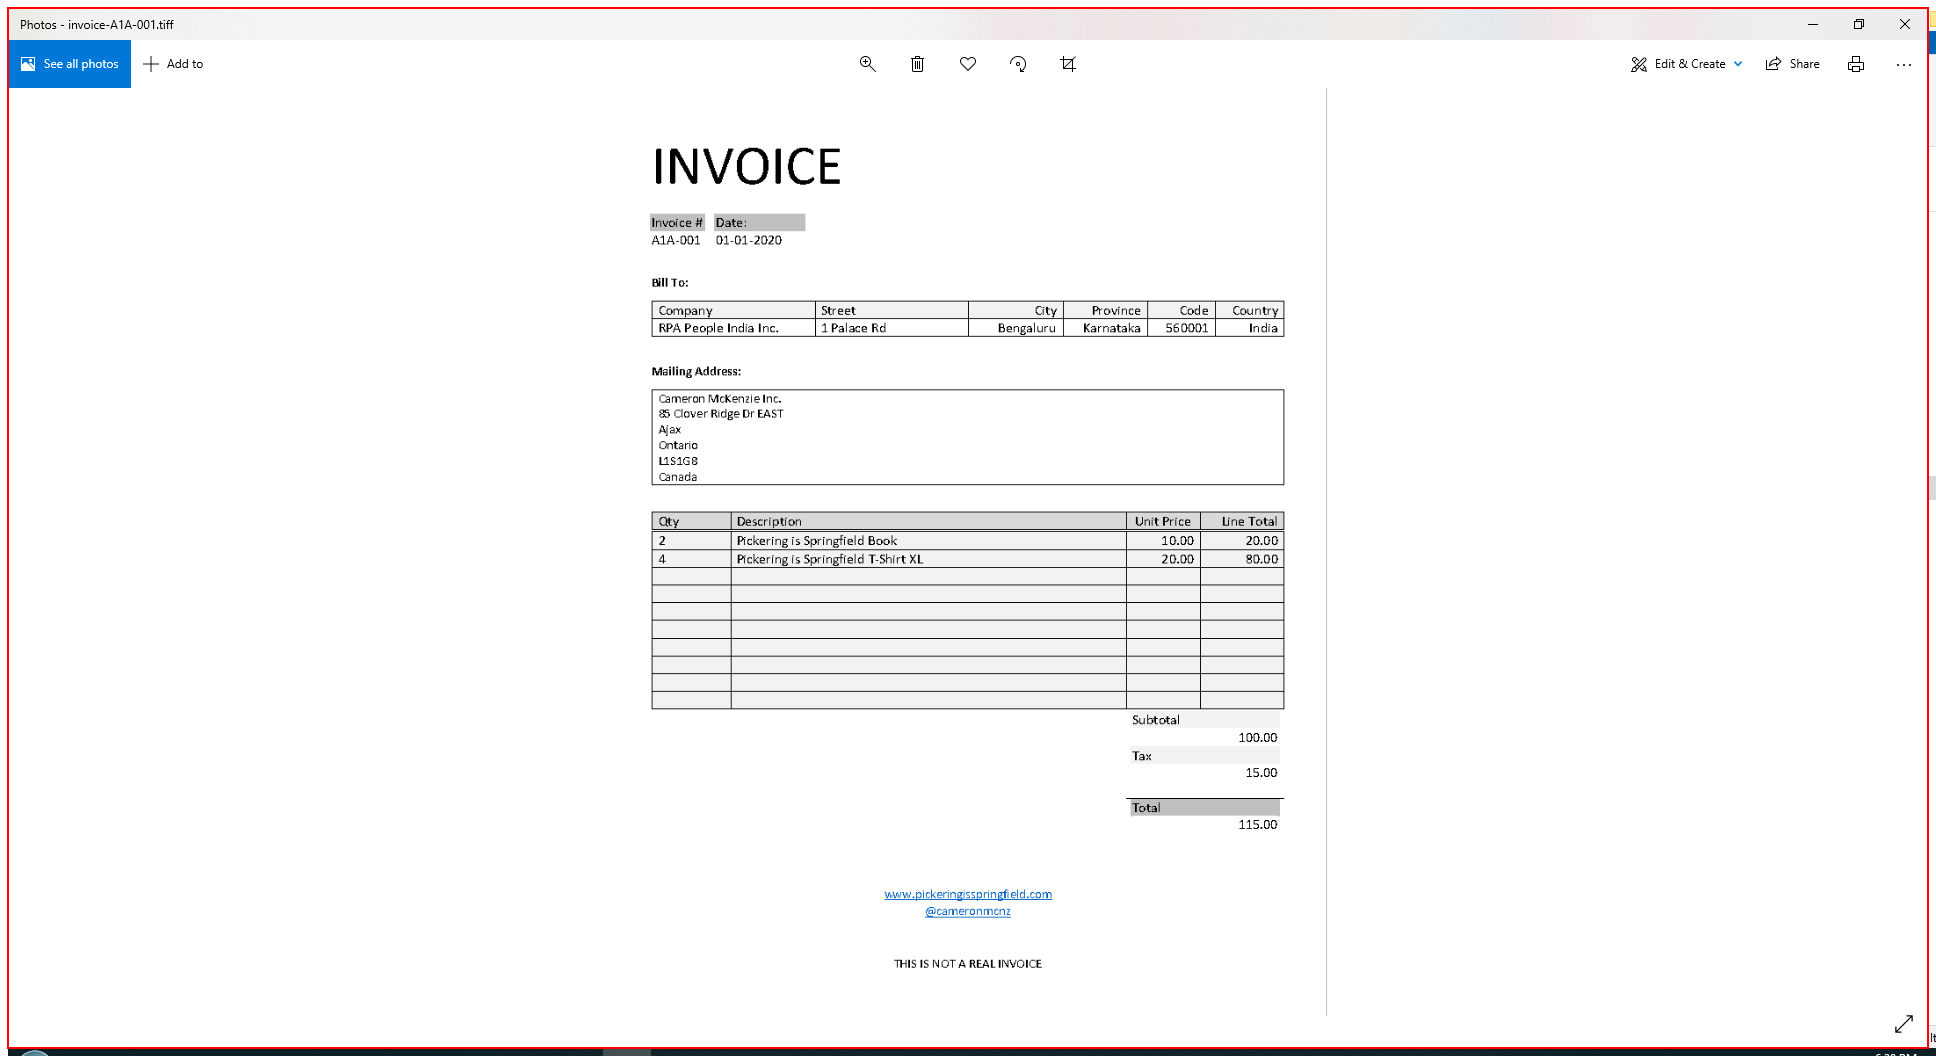 Photos - invoice-A1A-001.tiff
See all photos Add to Edit & Create Share
INVOICE
Invoice # Date:
A1A-001 01-01-2020
Bill To:
Company Street City Province Code Country
RPA People India Inc. 1 Palace Rd Bengaluru Karnataka 560001 India
Mailing Address:
Cameron McKenzie Inc.
85 Clover Ridge Dr EAST
Ajax
Ontario
L1S1G8
Canada
Qty Description Unit Price Line Total
2 Pickering is Springfield Book 10.00 20.00
4 Pickering is Springfield T-Shirt XL 20.00 80.00
Subtotal
100.00
Tax
15.00
Total
115.00
www.pickeringisspringfield.com
@cameronmcnz
THIS IS NOT A REAL INVOICE